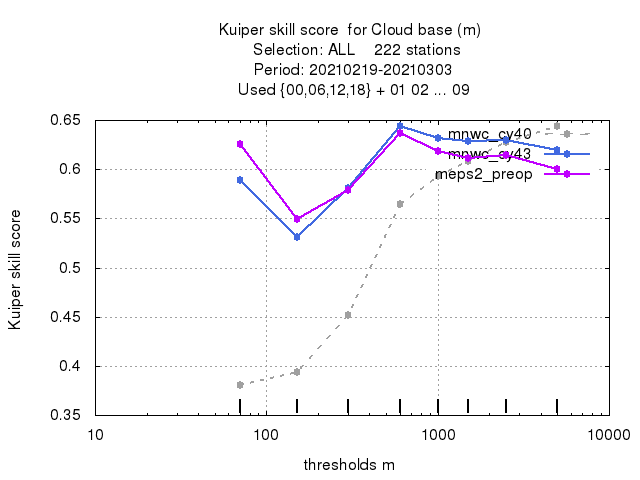 Kuiper skill score  for Cloud base (m)
Selection: ALL    222 stations
Period: 20210219-20210303
Used {00,06,12,18} + 01 02 ... 09
0.65
0.6
0.55
0.5
0.45
0.4
0.35
Kuiper skill score
mnwc_cy40
mnwc_cy43
meps2_preop
10
100
1000
10000
thresholds m